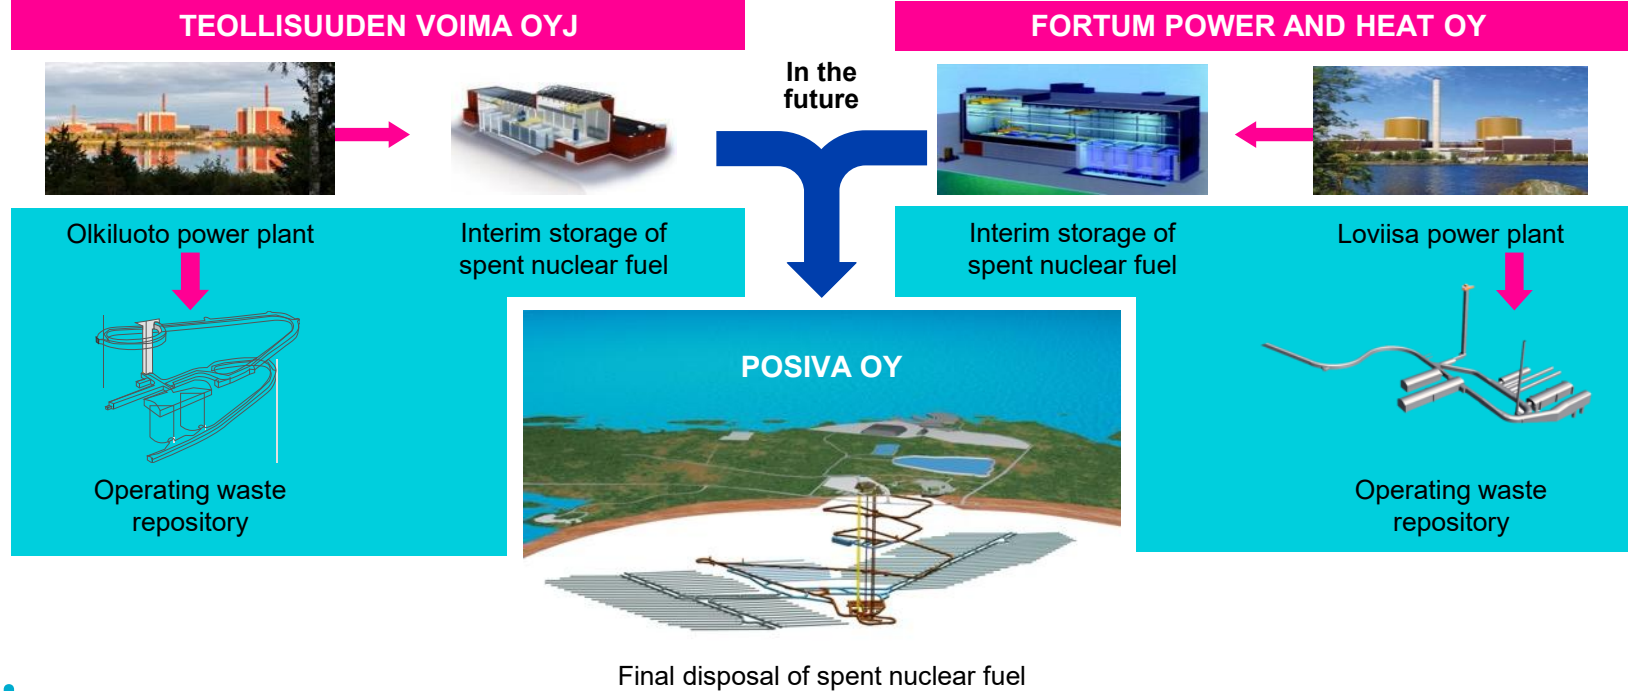 TEOLLISUUDEN VOIMA OYJ
FORTUM POWER AND HEAT OY
In the
future
Olkiluoto power plant
Interim storage of
spent nuclear fuel
Interim storage of
spent nuclear fuel
Loviisa power plant
POSIVA OY
Operating waste
repository
Operating waste
repository
Final disposal of spent nuclear fuel